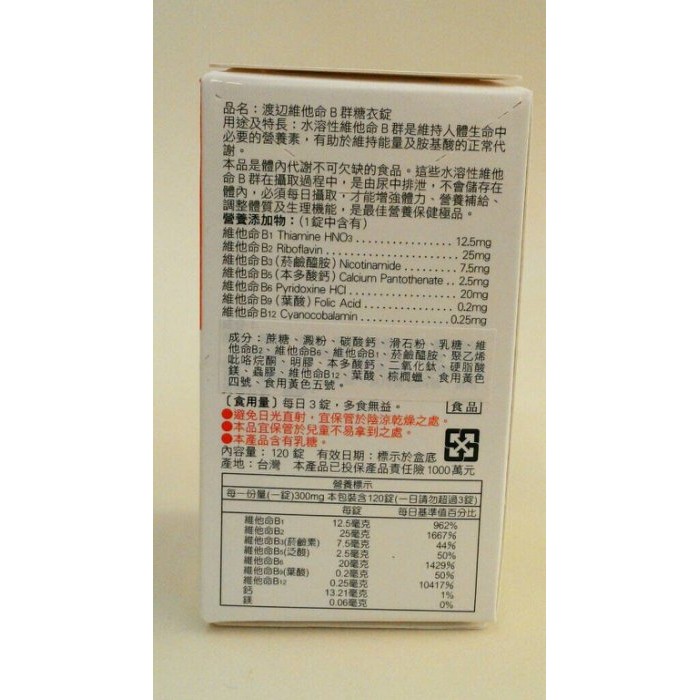 品名：渡辺維他命B群糖衣錠
用途及特長：水溶性維他命B群是維持人體生命中
必要的營養素，有助於維持能量及胺基酸的正常代
謝。
本品是體內代謝不可欠缺的食品。這些水溶性維他
命B群在攝取過程中，是由尿中排泄，不會儲存在
體內，必須每日攝取，才能增強體力、營養補給、
調整體質及生理機能，是最佳營養保健極品。
營養添加物：(1錠中含有)
維他命B1 Thiamine HNO3 12.5mg
維他命B2 Riboflavin 25mg
維他命B3(菸鹼醯胺) Nicotinamide 7.5mg
維他命B5(本多酸鈣) Calcium Pantothenate 2.5mg
維他命B6 Pyridoxine HCl 20mg
維他命B9(葉酸) Folic Acid 0.2mg
維他命B12 Cyanocobalamin 0.25mg
成分：蔗糖、澱粉、碳酸鈣、滑石粉、乳糖、維
他命B2、維他命B6、維他命B1、菸鹼醯胺、聚乙烯
吡咯烷酮、明膠、本多酸鈣、二氧化鈦、硬脂酸
鎂、蟲膠、維他命B12、葉酸、棕櫚蠟、食用黃色
四號、食用黃色五號。
〔食用量〕每日3錠，多食無益。 〔食品〕
●避免日光直射，宜保管於陰涼乾燥之處。
●本品宜保管於兒童不易拿到之處。
●本產品含有乳糖。
內容量：120錠 有效日期：標示於盒底
產地：台灣 本產品已投保產品責任險1000萬元
營養標示
每一份量(一錠)300mg 本包裝含120錠(一日請勿超過3錠)
每錠 每日基準值百分比
維他命B1 12.5毫克 962%
維他命B2 25毫克 1667%
維他命B3(菸鹼素) 7.5毫克 44%
維他命B5(泛酸) 2.5毫克 50%
維他命B6 20毫克 1429%
維他命B9(葉酸) 0.2毫克 50%
維他命B12 0.25毫克 10417%
鈣 13.21毫克 1%
鎂 0.06毫克 0%